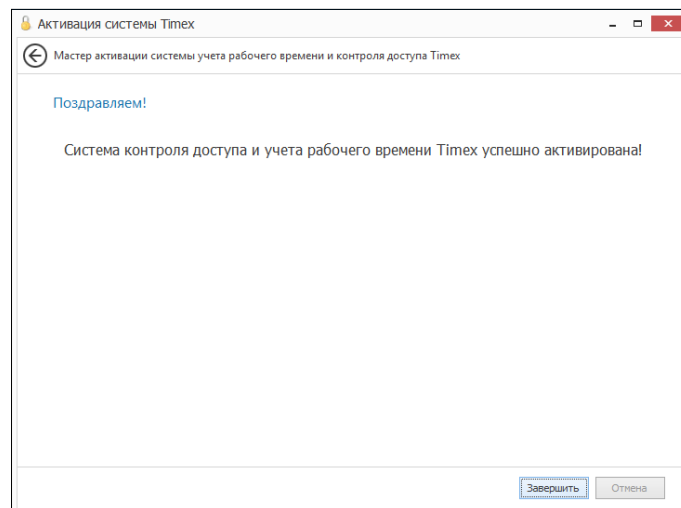 Активация системы Timex
Мастер активации системы учета рабочего времени и контроля доступа Timex
Поздравляем!
Система контроля доступа и учета рабочего времени Timex успешно активирована!
Завершить
Отмена